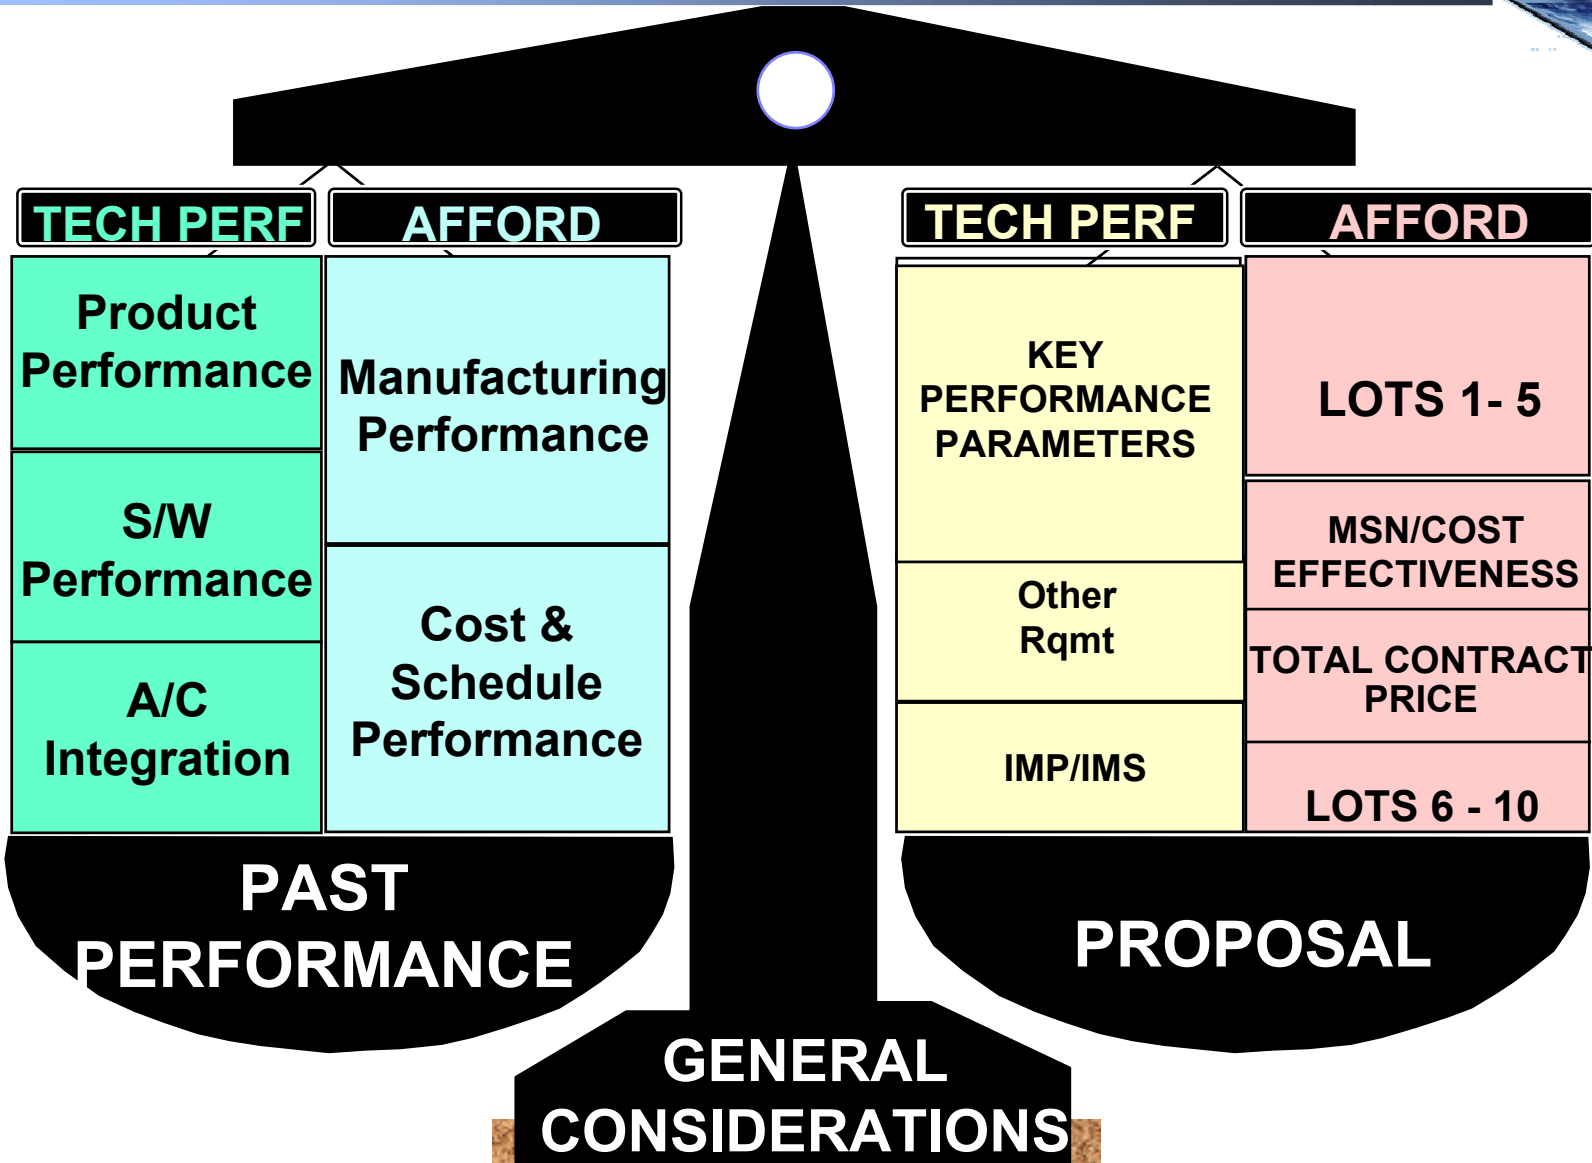 TECH PERF
AFFORD
Product
Performance
S/W
Performance
A/C
Integration
Manufacturing
Performance
Cost &
Schedule
Performance
PAST
PERFORMANCE
TECH PERF
AFFORD
KEY
PERFORMANCE
PARAMETERS
Other
Rqmt
IMP/IMS
LOTS 1- 5
MSN/COST
EFFECTIVENESS
TOTAL CONTRACT
PRICE
LOTS 6 - 10
PROPOSAL
GENERAL
CONSIDERATIONS